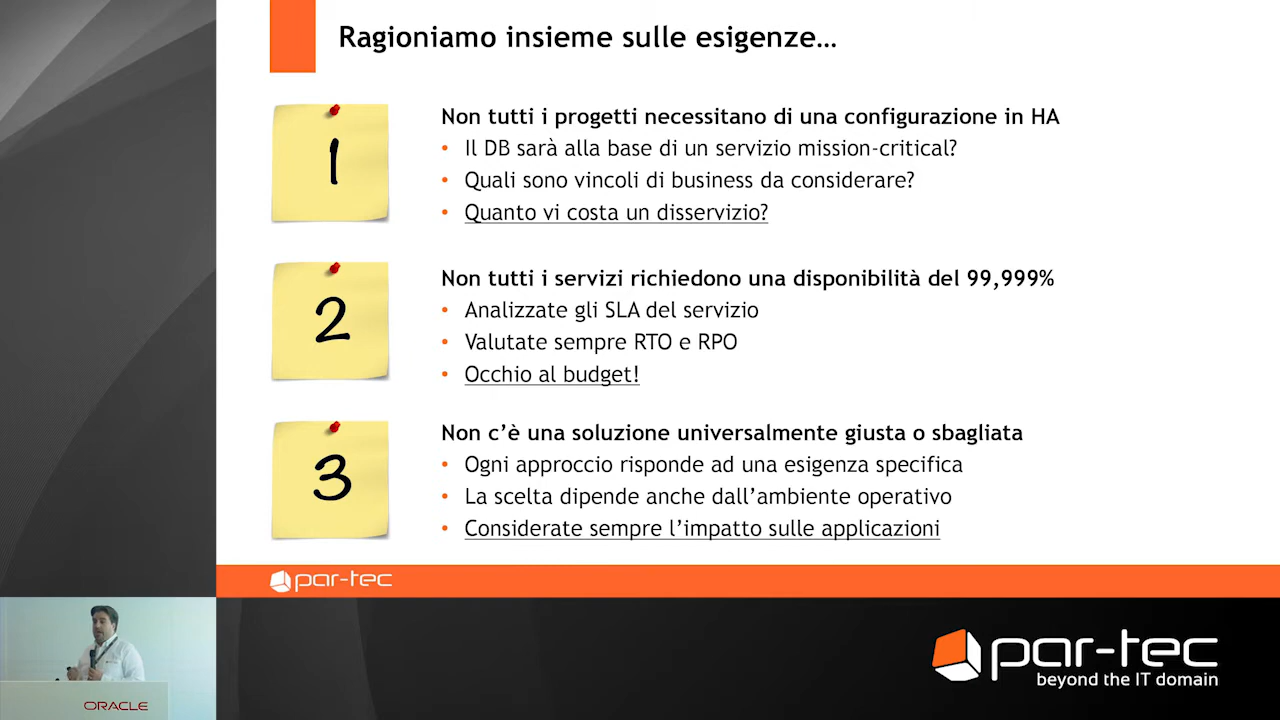 Ragioniamo insieme sulle esigenze…
1
Non tutti i progetti necessitano di una configurazione in HA
• Il DB sarà alla base di un servizio mission-critical?
• Quali sono vincoli di business da considerare?
• Quanto vi costa un disservizio?
2
Non tutti i servizi richiedono una disponibilità del 99,999%
• Analizzate gli SLA del servizio
• Valutate sempre RTO e RPO
• Occhio al budget!
3
Non c’è una soluzione universalmente giusta o sbagliata
• Ogni approccio risponde ad una esigenza specifica
• La scelta dipende anche dall’ambiente operativo
• Considerate sempre l’impatto sulle applicazioni
par-tec
ORACLE
par-tec
beyond the IT domain